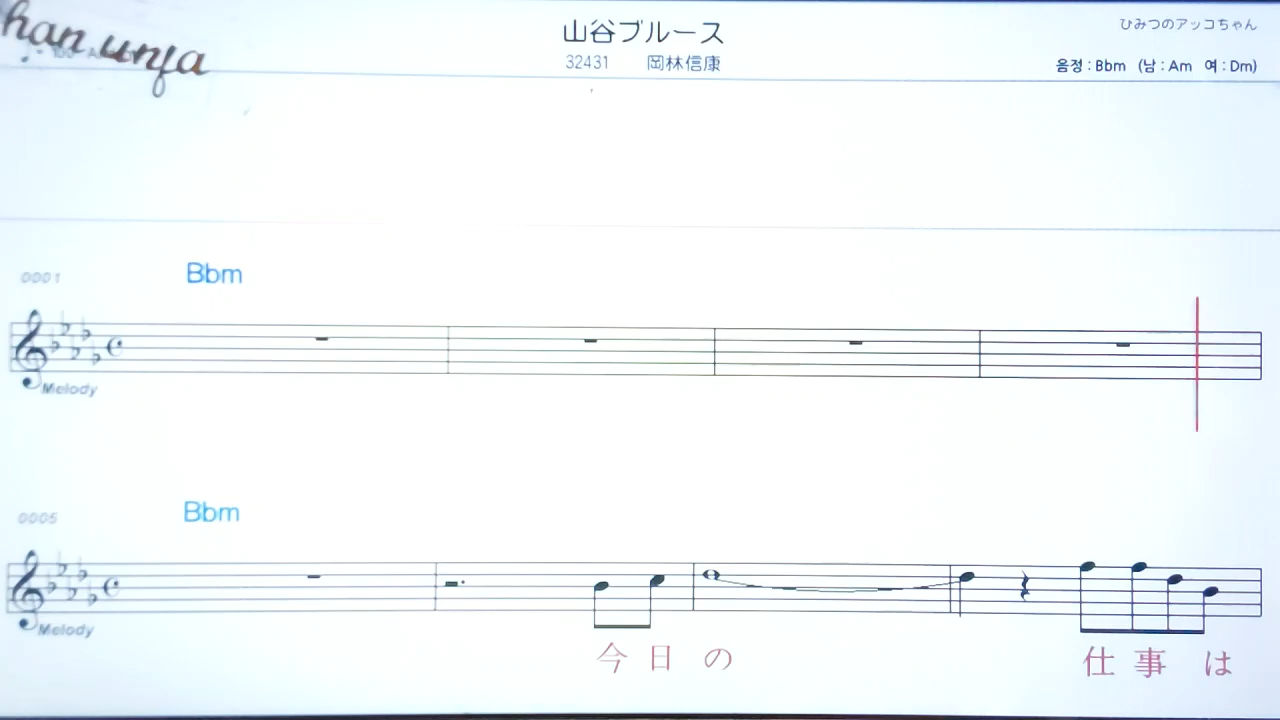 han unfa
山谷ブルース
ひみつのアッコちゃん
32431 岡林信康
음정:Bbm (남:Am 여:Dm)
0001 Bbm
Melody
0005 Bbm
Melody
今日の 仕事は